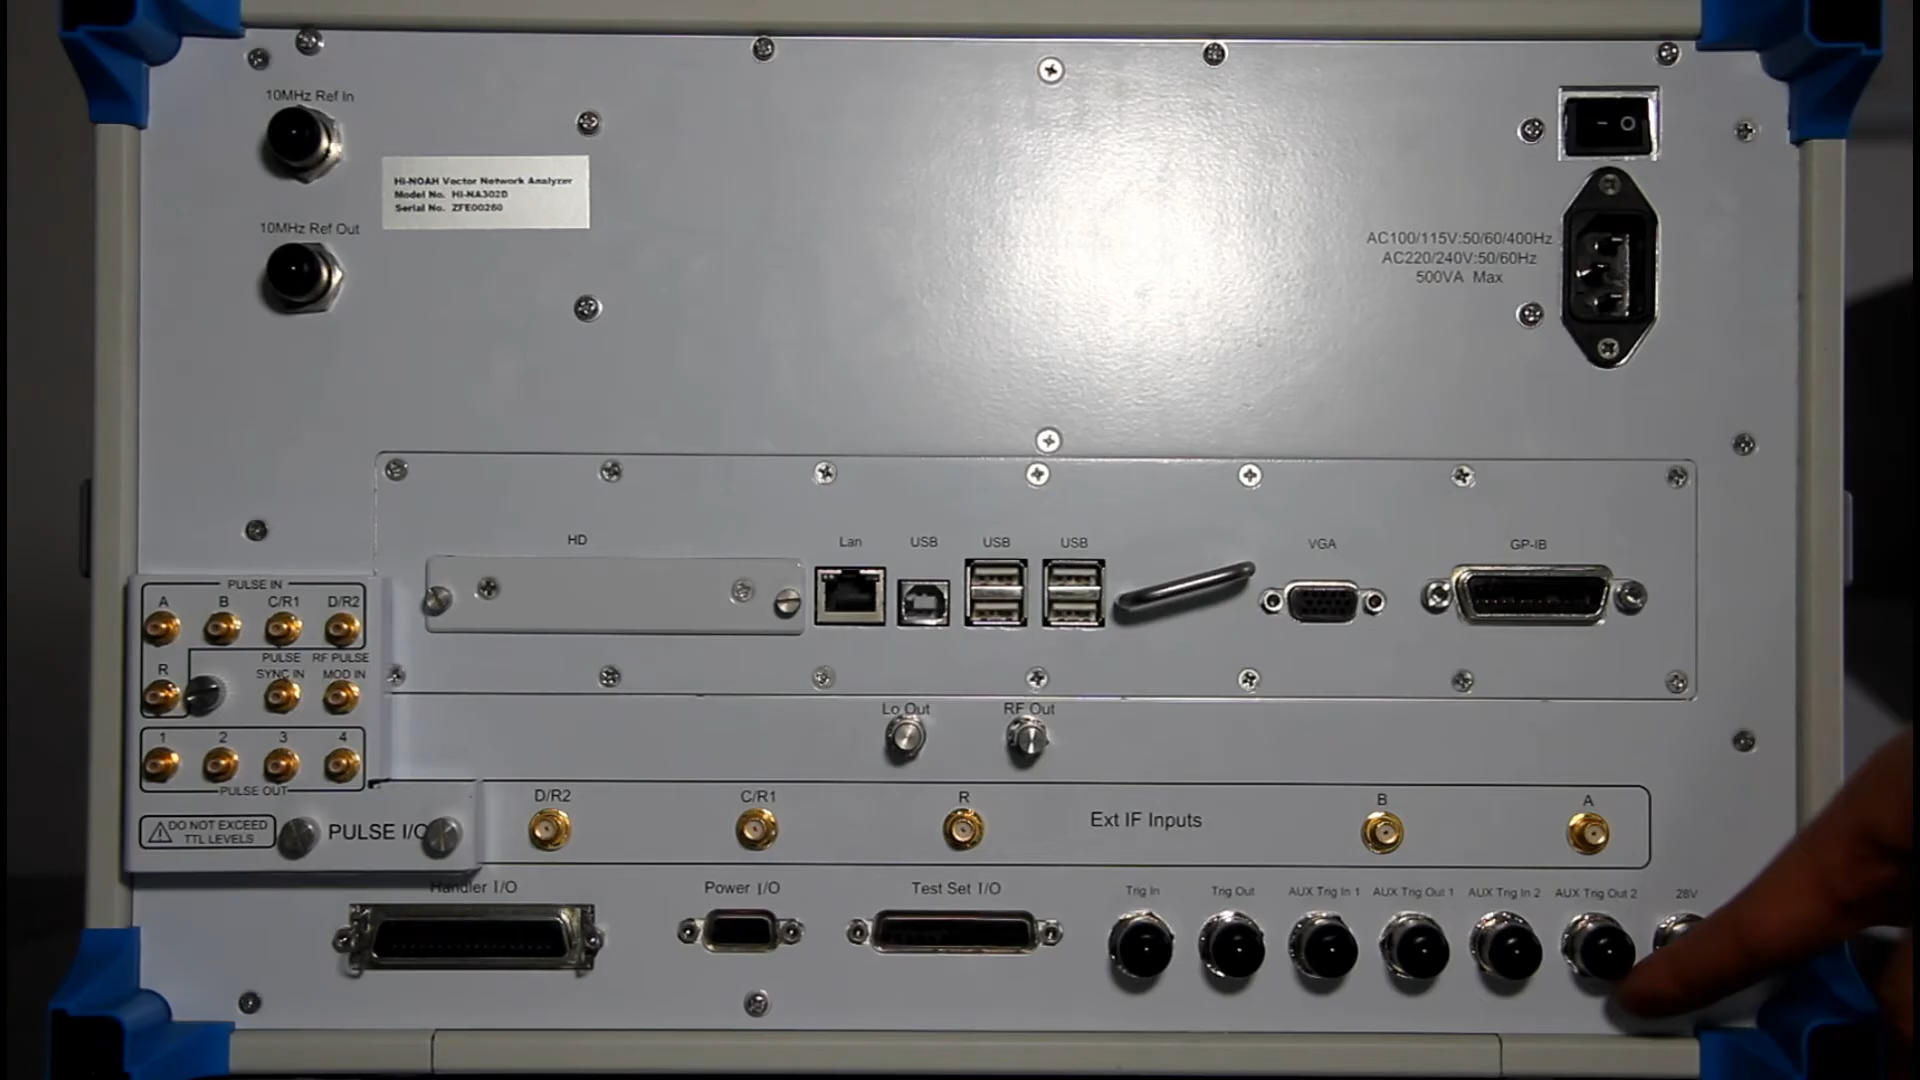 10MHz Ref In
HI-NOAH Vector Network Analyzer
Model No. HI-NA302D
Serial No. ZFE00260
10MHz Ref Out
AC100/115V:50/60/400Hz
AC220/240V:50/60Hz
500VA Max
HD
Lan
USB
USB
USB
VGA
GP-IB
PULSE IN
A B C/R1 D/R2
R
PULSE
SYNC IN
RF PULSE
MOD IN
1 2 3 4
PULSE OUT
DO NOT EXCEED
TTL LEVELS
PULSE I/O
Lo Out
RF Out
D/R2
C/R1
R
Ext IF Inputs
B
A
Handler I/O
Power I/O
Test Set I/O
Trig In
Trig Out
AUX Trig In 1
AUX Trig Out 1
AUX Trig In 2
AUX Trig Out 2
28V